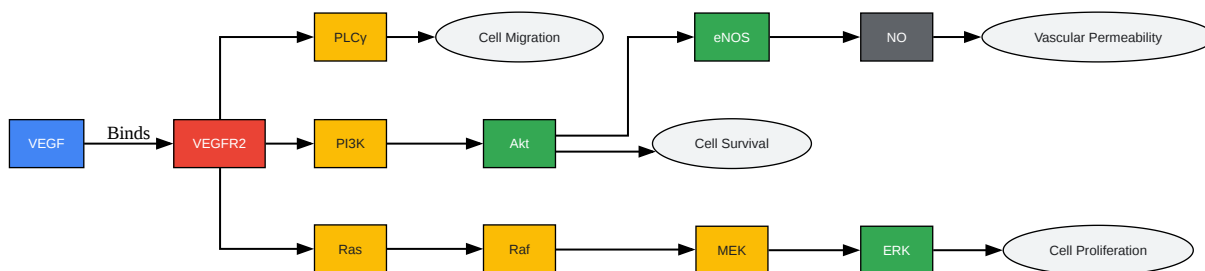 PLCγ
Cell Migration
eNOS
NO
Vascular Permeability
VEGF
Binds
VEGFR2
PI3K
Akt
Cell Survival
Ras
Raf
MEK
ERK
Cell Proliferation